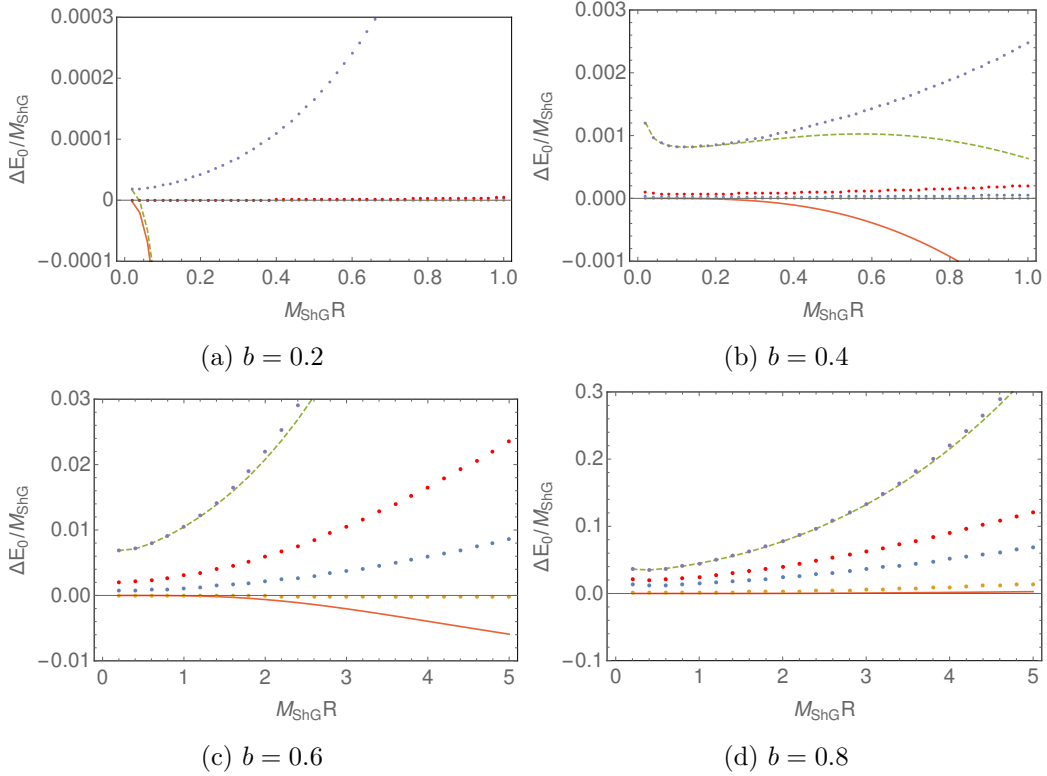 0.0003
0.0002
0.0001
0
−0.0001
ΔE0/MShG
0.0 0.2 0.4 0.6 0.8 1.0
MShGR
(a) b = 0.2
0.003
0.002
0.001
0.000
−0.001
ΔE0/MShG
0.0 0.2 0.4 0.6 0.8 1.0
MShGR
(b) b = 0.4
0.03
0.02
0.01
0.00
−0.01
ΔE0/MShG
0 1 2 3 4 5
MShGR
(c) b = 0.6
0.3
0.2
0.1
0.0
−0.1
ΔE0/MShG
0 1 2 3 4 5
MShGR
(d) b = 0.8